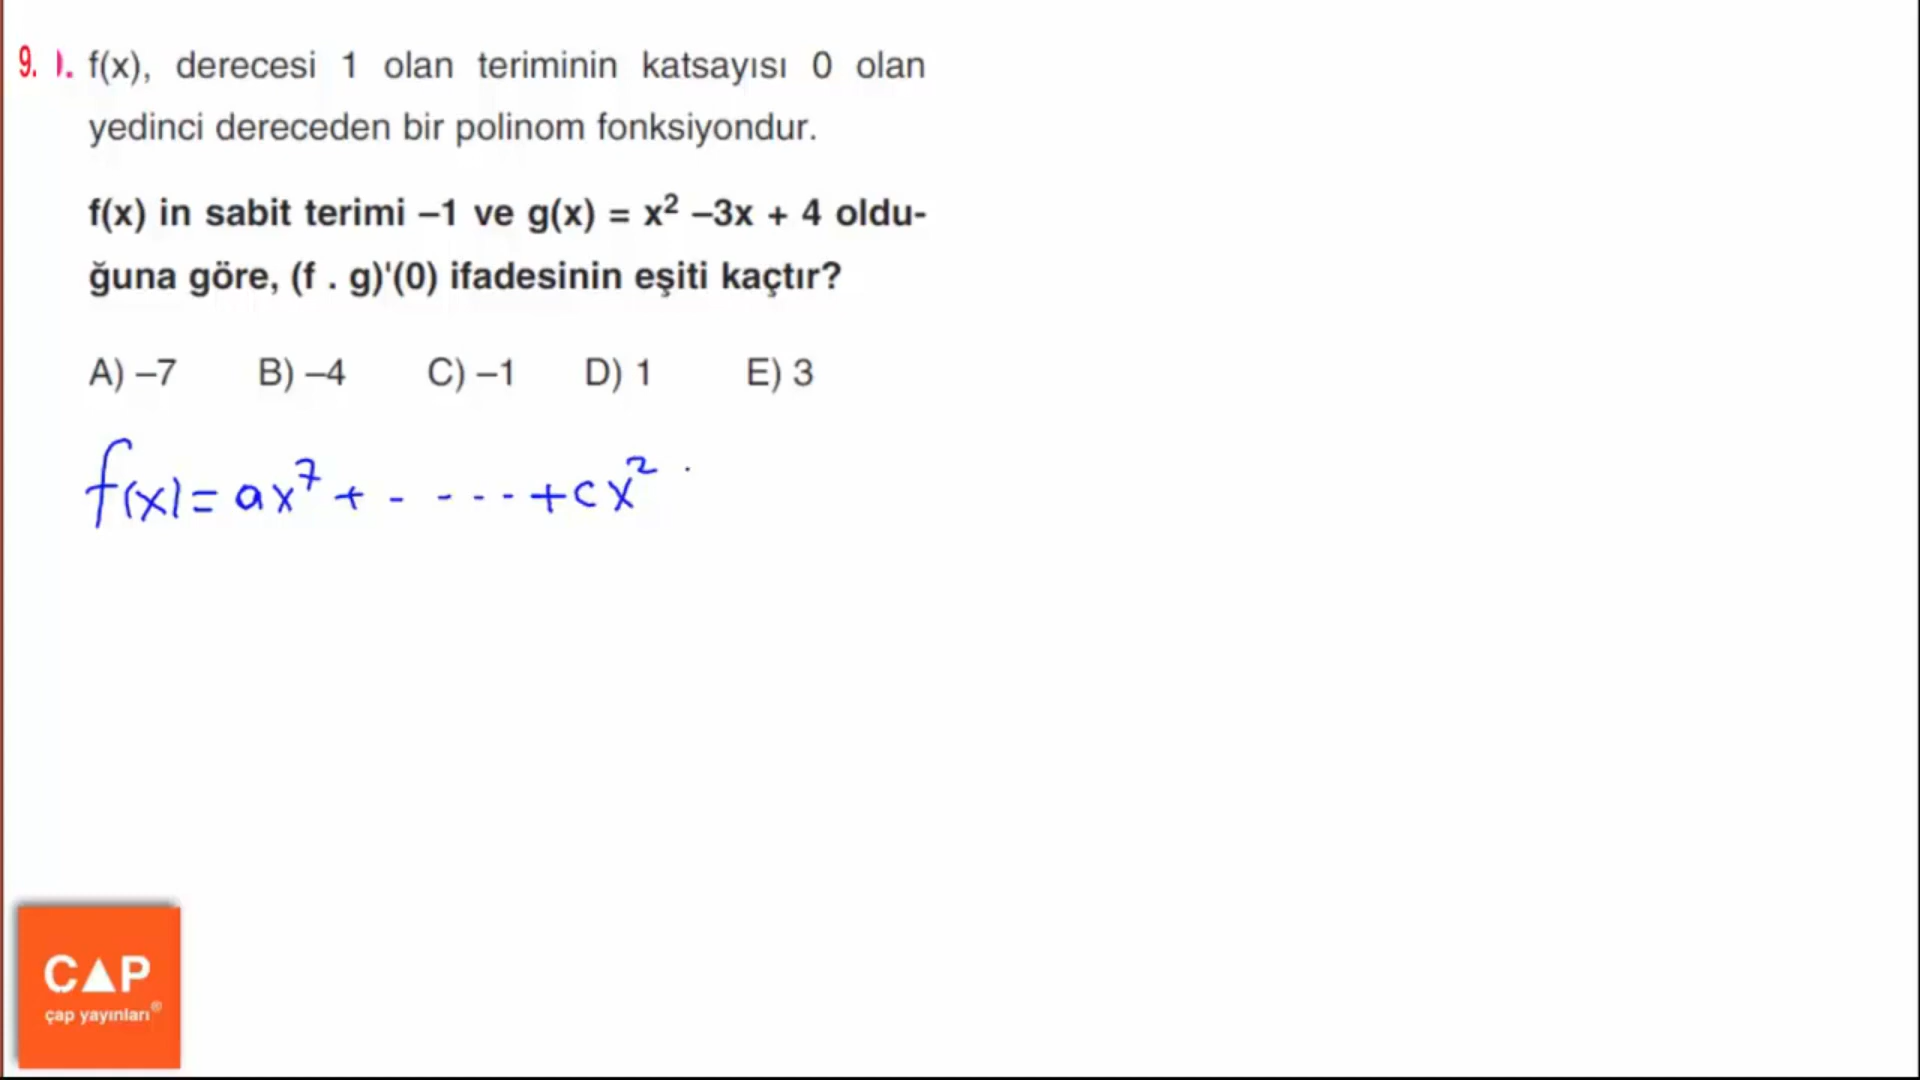 9. ). f(x), derecesi 1 olan teriminin katsayısı 0 olan
yedinci dereceden bir polinom fonksiyondur.
f(x) in sabit terimi –1 ve g(x) = x² –3x + 4 oldu-
ğuna göre, (f . g)'(0) ifadesinin eşiti kaçtır?
A) –7 B) –4 C) –1 D) 1 E) 3
f(x) = ax⁷ + - - - - - + cx²
CAP
çap yayınları®